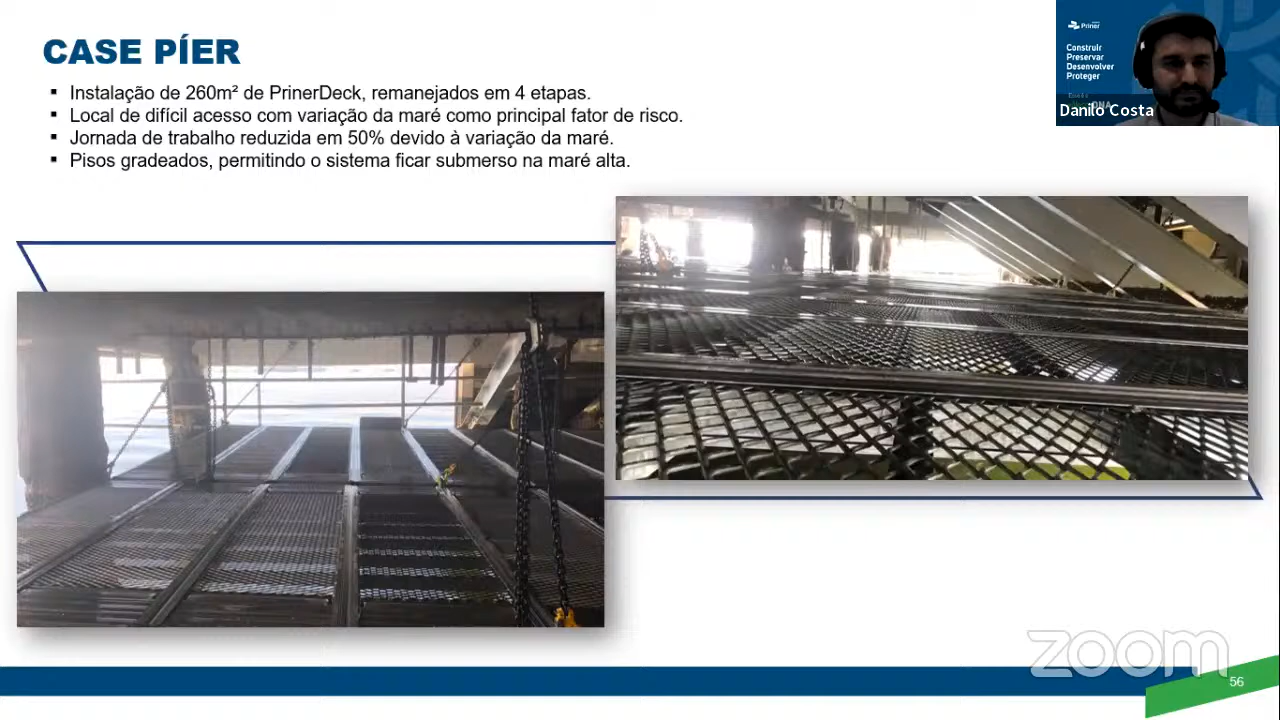 CASE PÍER
▪ Instalação de 260m² de PrinerDeck, remanejados em 4 etapas.
▪ Local de difícil acesso com variação da maré como principal fator de risco.
▪ Jornada de trabalho reduzida em 50% devido à variação da maré.
▪ Pisos gradeados, permitindo o sistema ficar submerso na maré alta.
Priner
Construir
Preservar
Desenvolver
Proteger
Danilo Costa
zoom
56